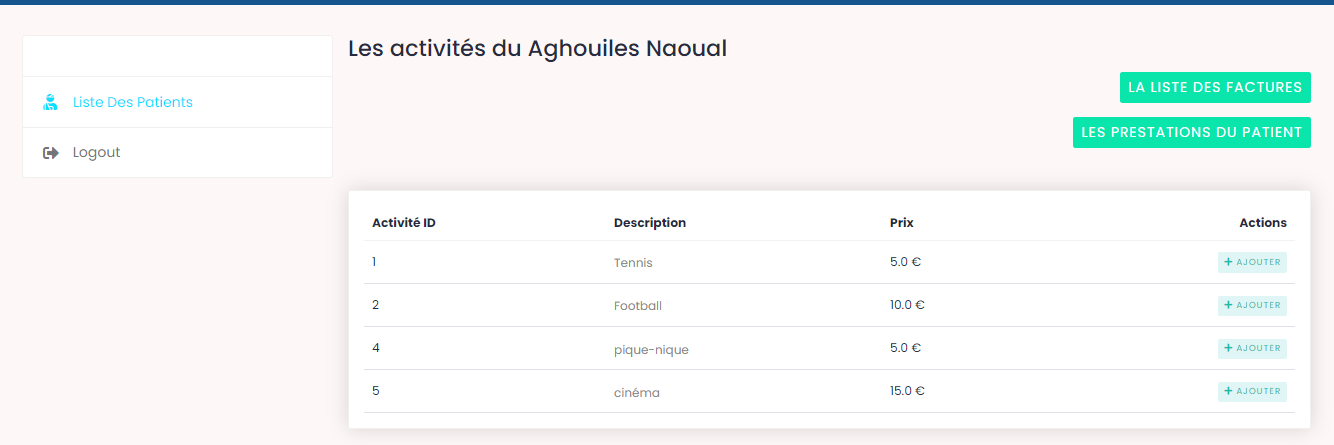 Liste Des Patients
Logout
Les activités du Aghouiles Naoual
LA LISTE DES FACTURES
LES PRESTATIONS DU PATIENT
Activité ID Description Prix Actions
1 Tennis 5.0 € + AJOUTER
2 Football 10.0 € + AJOUTER
4 pique-nique 5.0 € + AJOUTER
5 cinéma 15.0 € + AJOUTER